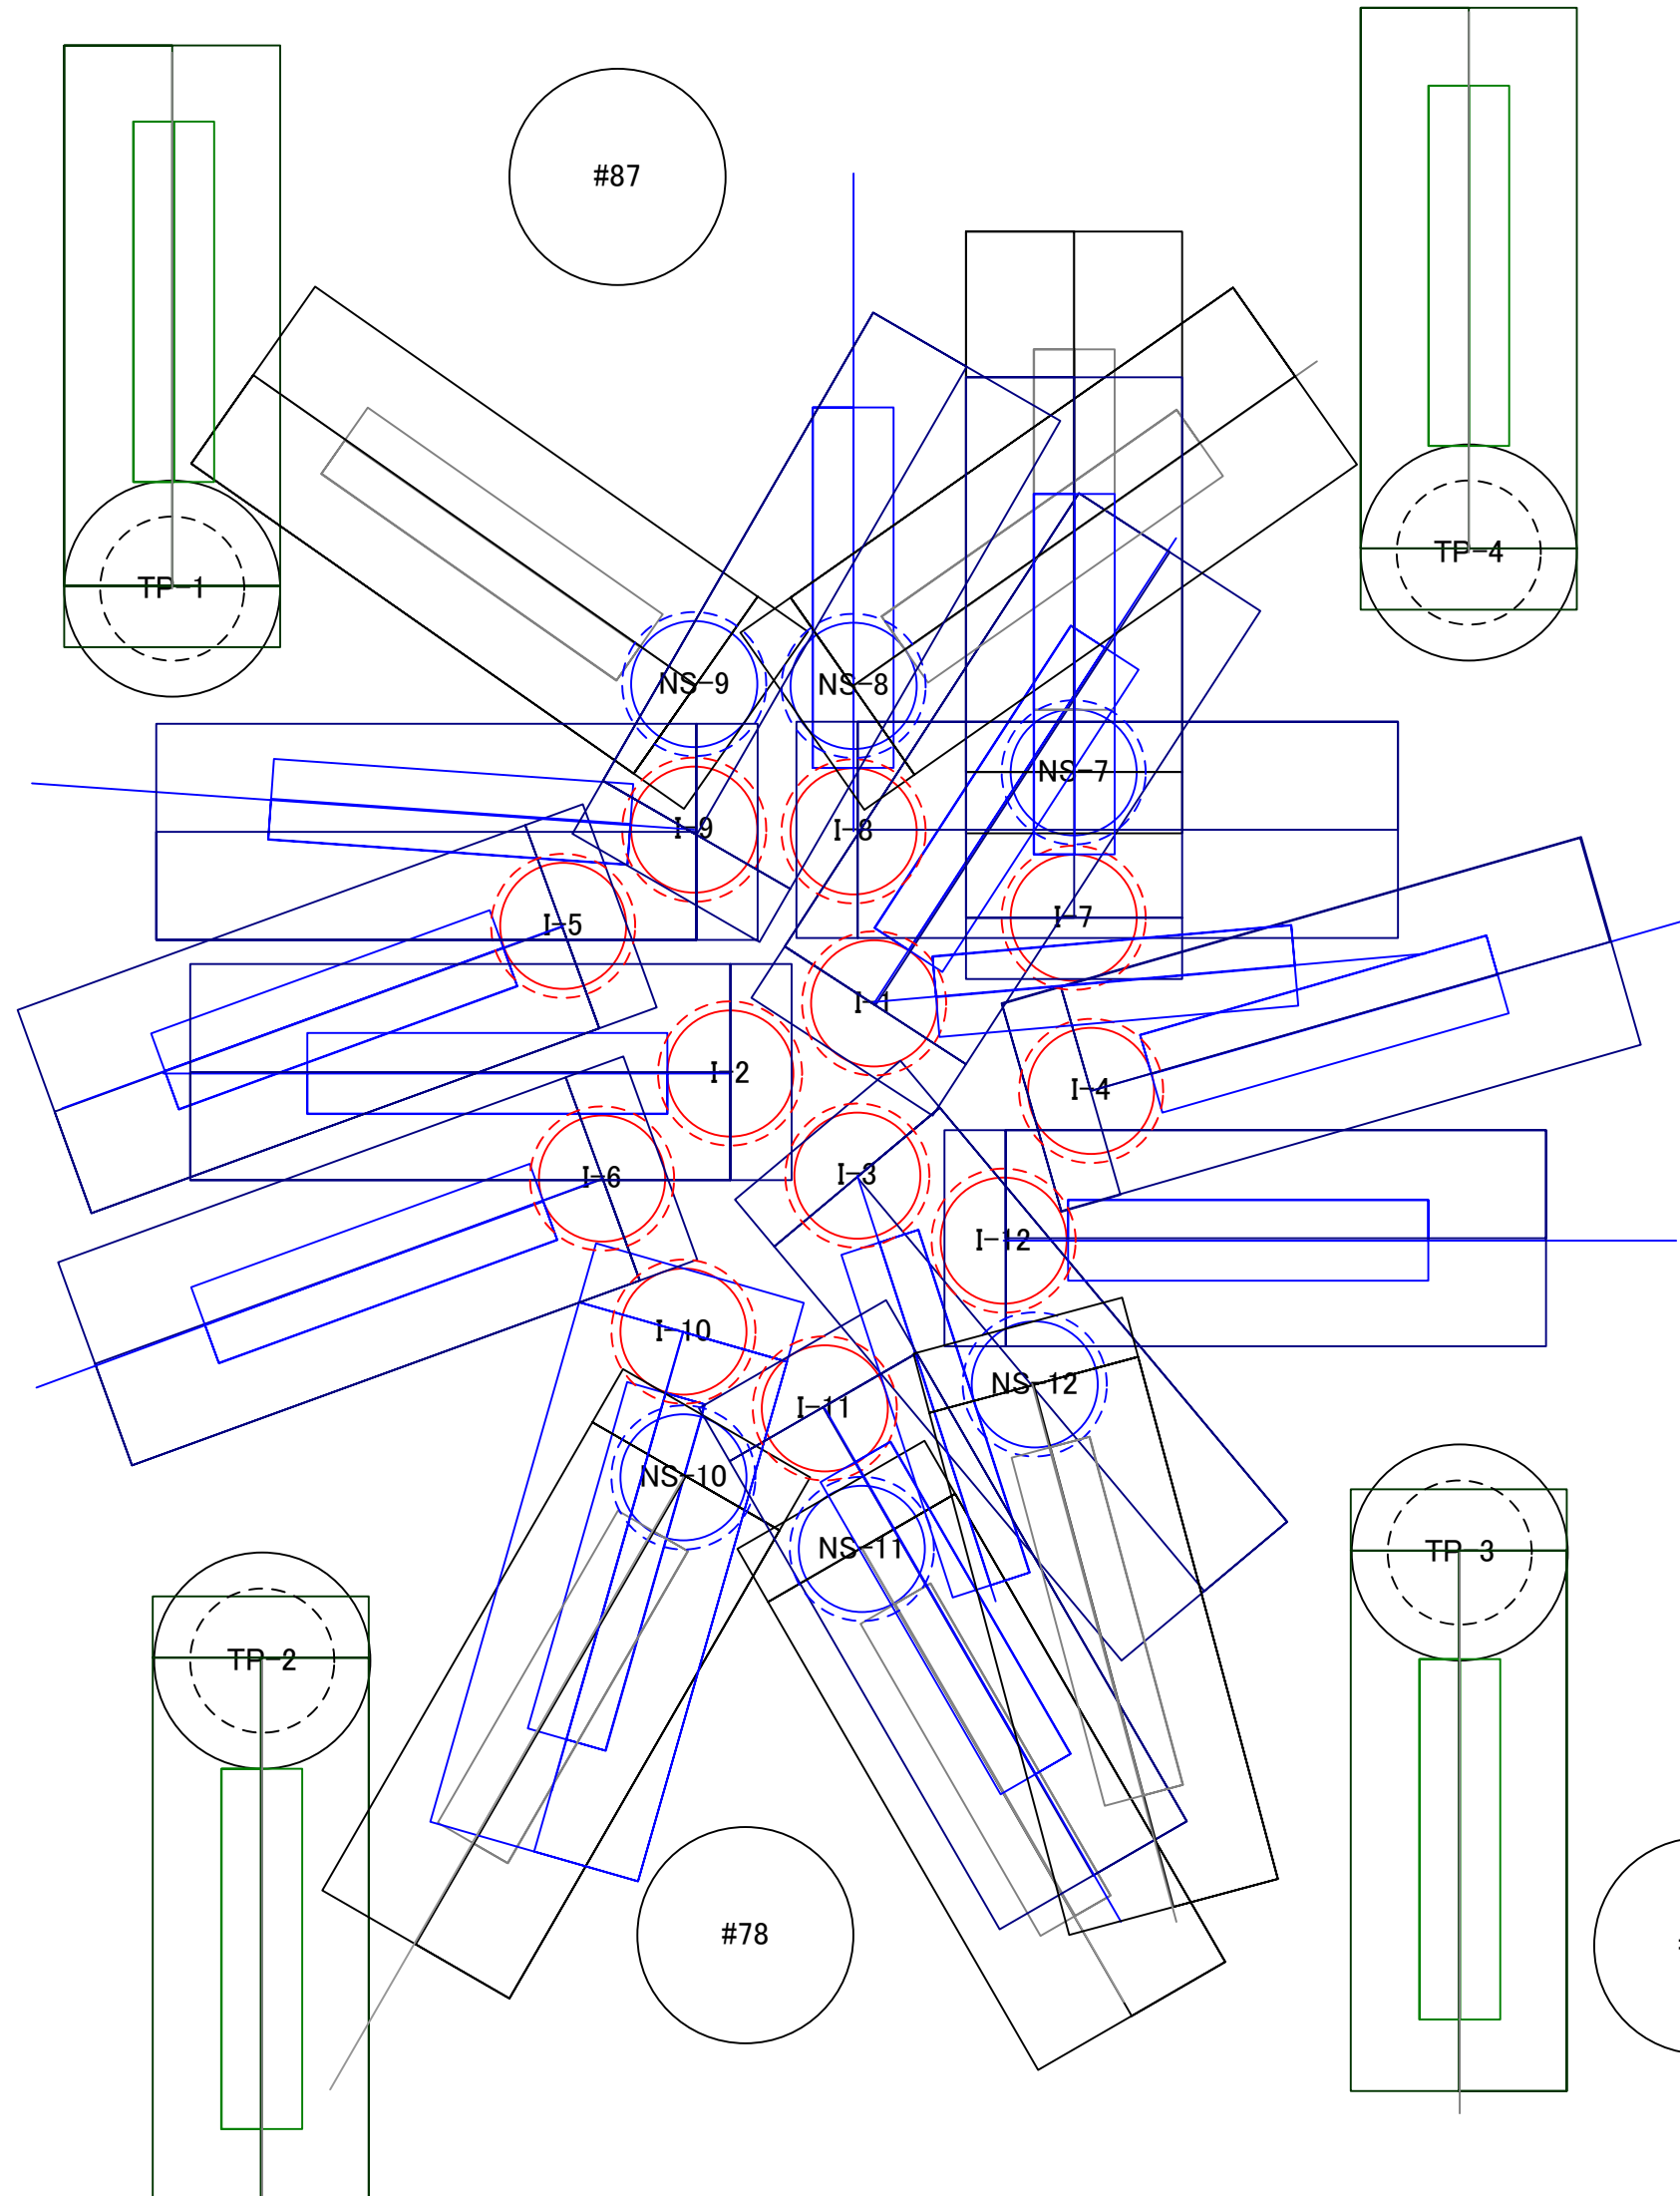 #87
TP-4
TP-1
NS-9
NS-8
NS-7
I-9
I-8
I-7
I-5
I-1
I-2
I-4
I-3
I-6
I-12
I-10
NS-12
I-11
NS-10
NS-11
TP-3
TP-2
#78